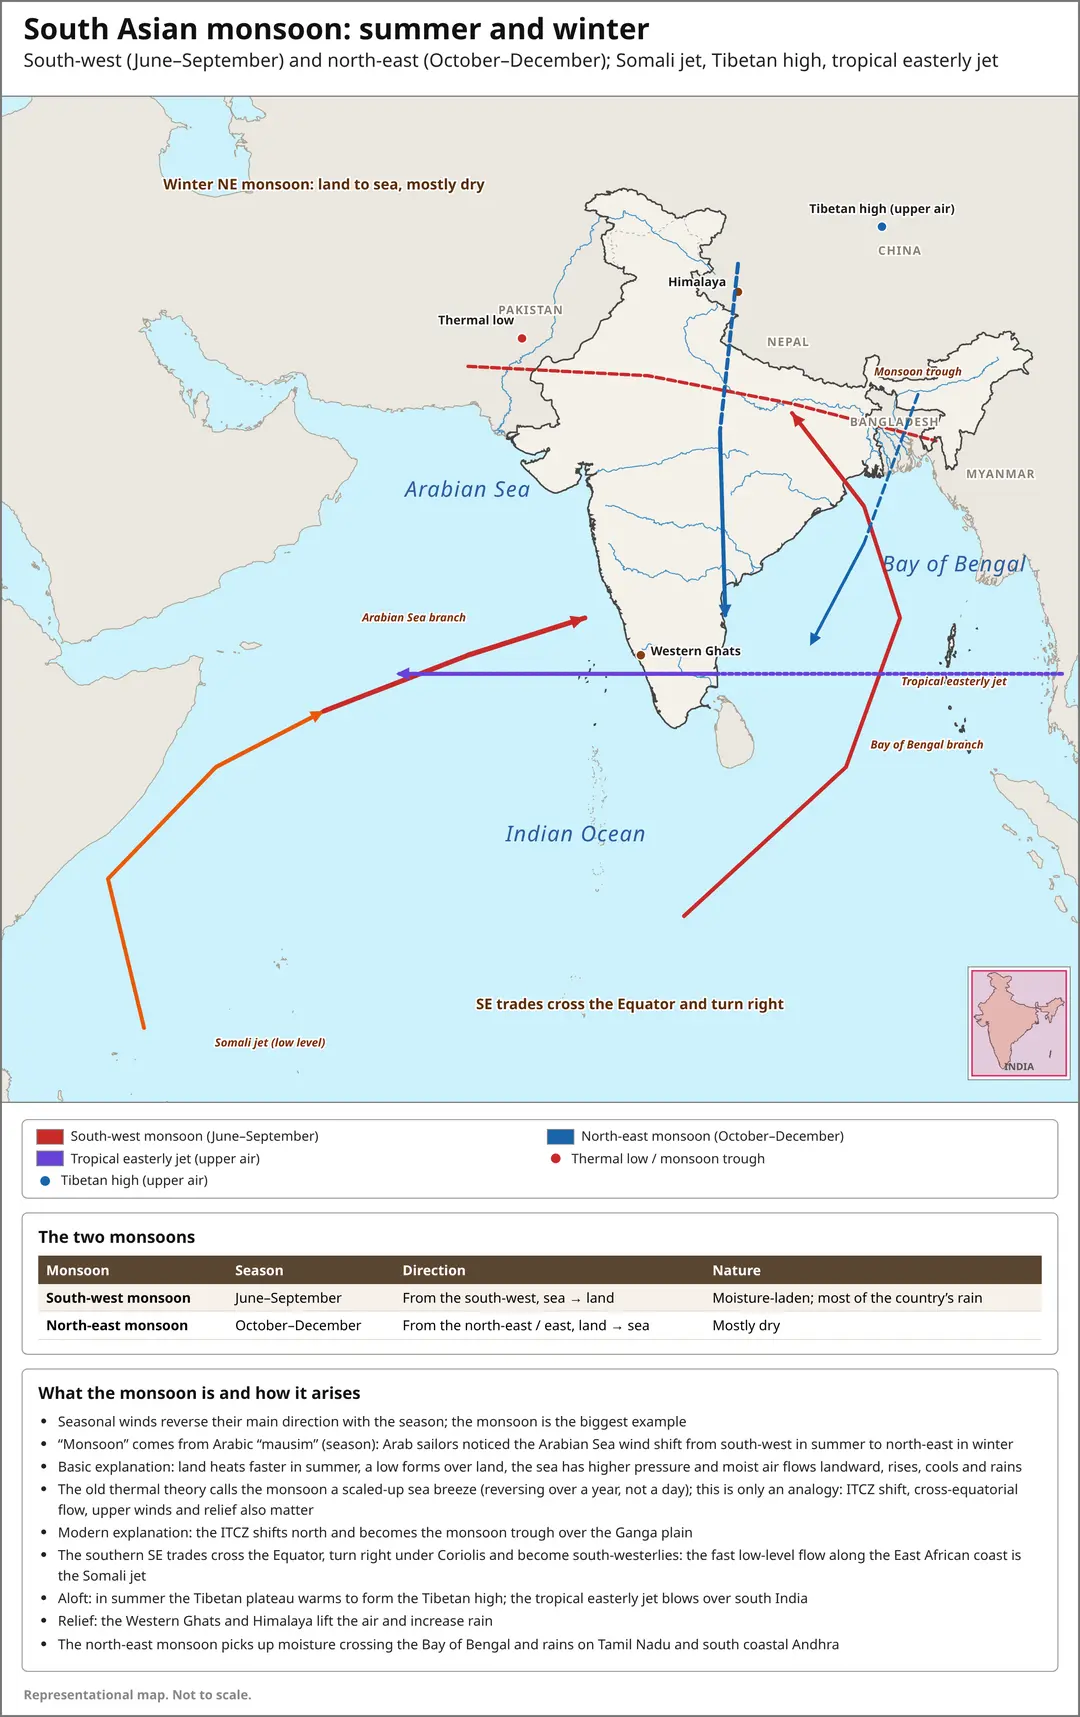 South Asian monsoon: summer and winter
South-west (June–September) and north-east (October–December); Somali jet, Tibetan high, tropical easterly jet
Winter NE monsoon: land to sea, mostly dry
Tibetan high (upper air)
CHINA
Himalaya
PAKISTAN
Thermal low
NEPAL
Monsoon trough
BANGLADESH
MYANMAR
Arabian Sea
Bay of Bengal
Arabian Sea branch
Western Ghats
Tropical easterly jet
Bay of Bengal branch
Indian Ocean
SE trades cross the Equator and turn right
Somali jet (low level)
INDIA
South-west monsoon (June–September)
North-east monsoon (October–December)
Tropical easterly jet (upper air)
Thermal low / monsoon trough
Tibetan high (upper air)
The two monsoons
Monsoon Season Direction Nature
South-west monsoon June–September From the south-west, sea → land Moisture-laden; most of the country’s rain
North-east monsoon October–December From the north-east / east, land → sea Mostly dry
What the monsoon is and how it arises
• Seasonal winds reverse their main direction with the season; the monsoon is the biggest example
• “Monsoon” comes from Arabic “mausim” (season): Arab sailors noticed the Arabian Sea wind shift from south-west in summer to north-east in winter
• Basic explanation: land heats faster in summer, a low forms over land, the sea has higher pressure and moist air flows landward, rises, cools and rains
• The old thermal theory calls the monsoon a scaled-up sea breeze (reversing over a year, not a day); this is only an analogy: ITCZ shift, cross-equatorial
flow, upper winds and relief also matter
• Modern explanation: the ITCZ shifts north and becomes the monsoon trough over the Ganga plain
• The southern SE trades cross the Equator, turn right under Coriolis and become south-westerlies: the fast low-level flow along the East African coast is
the Somali jet
• Aloft: in summer the Tibetan plateau warms to form the Tibetan high; the tropical easterly jet blows over south India
• Relief: the Western Ghats and Himalaya lift the air and increase rain
• The north-east monsoon picks up moisture crossing the Bay of Bengal and rains on Tamil Nadu and south coastal Andhra
Representational map. Not to scale.